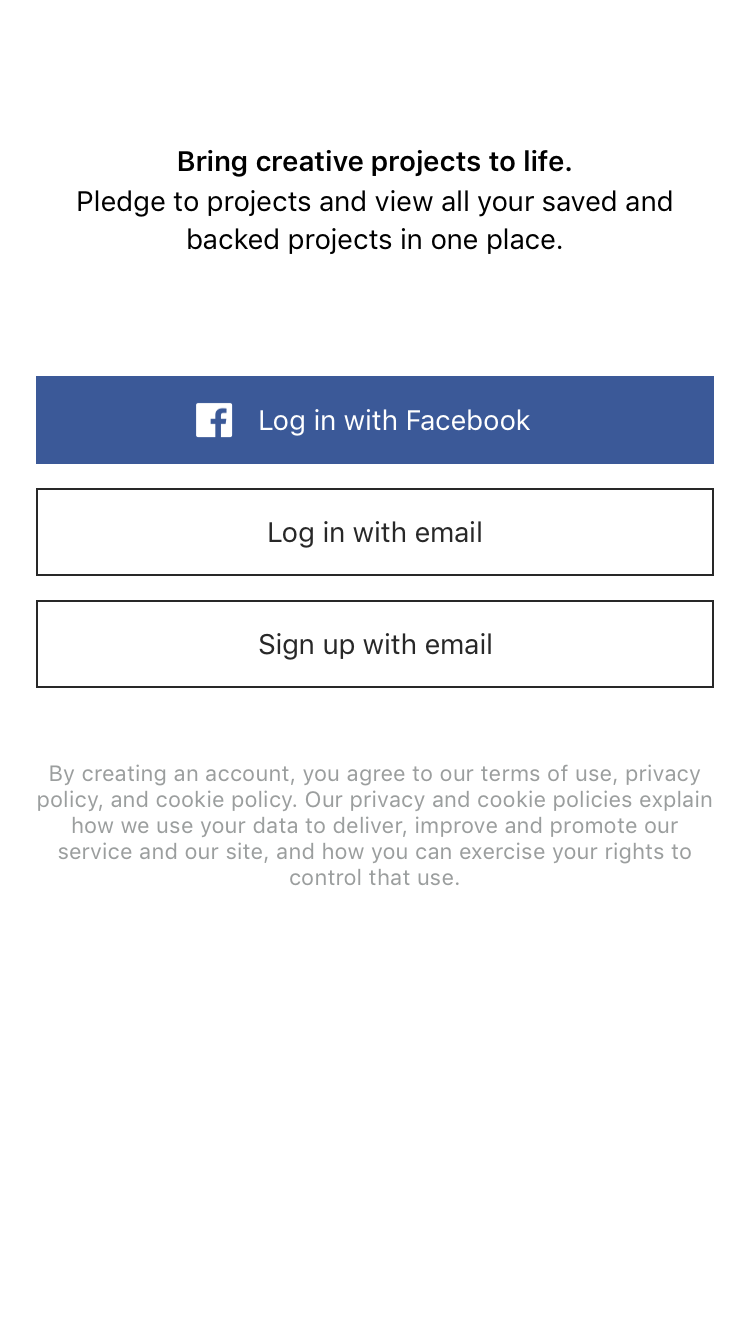 Bring creative projects to life.
Pledge to projects and view all your saved and
backed projects in one place.
Log in with Facebook
Log in with email
Sign up with email
By creating an account, you agree to our terms of use, privacy
policy, and cookie policy. Our privacy and cookie policies explain
how we use your data to deliver, improve and promote our
service and our site, and how you can exercise your rights to
control that use.